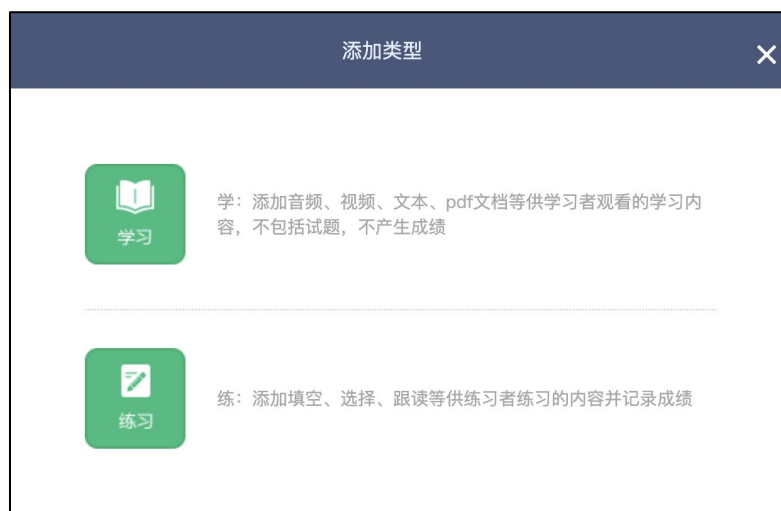 添加类型
学：添加音频、视频、文本、pdf文档等供学习者观看的学习内
容，不包括试题，不产生成绩
学习
练：添加填空、选择、跟读等供练习者练习的内容并记录成绩
练习